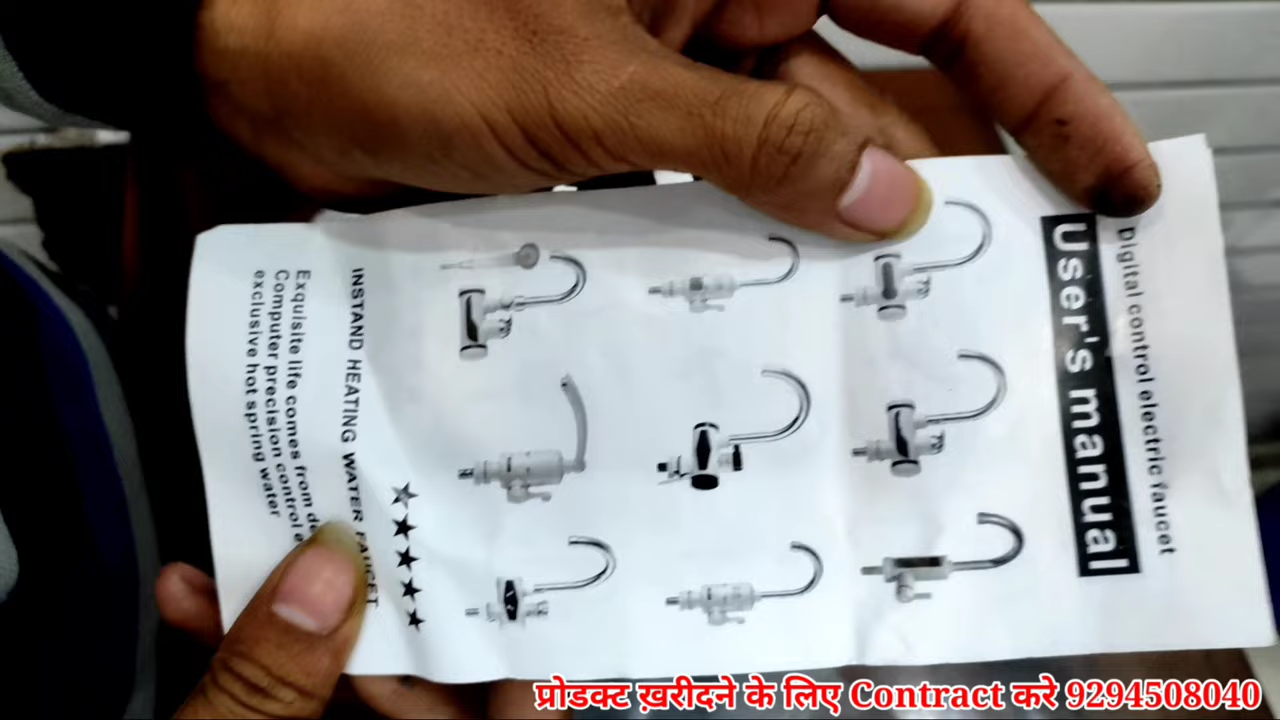 Digital control electric faucet
User's manual
INSTAND HEATING WATER FAUCET
Exquisite life comes from
Computer precision control
exclusive hot spring water
प्रोडक्ट ख़रीदने के लिए Contract करे 9294508040